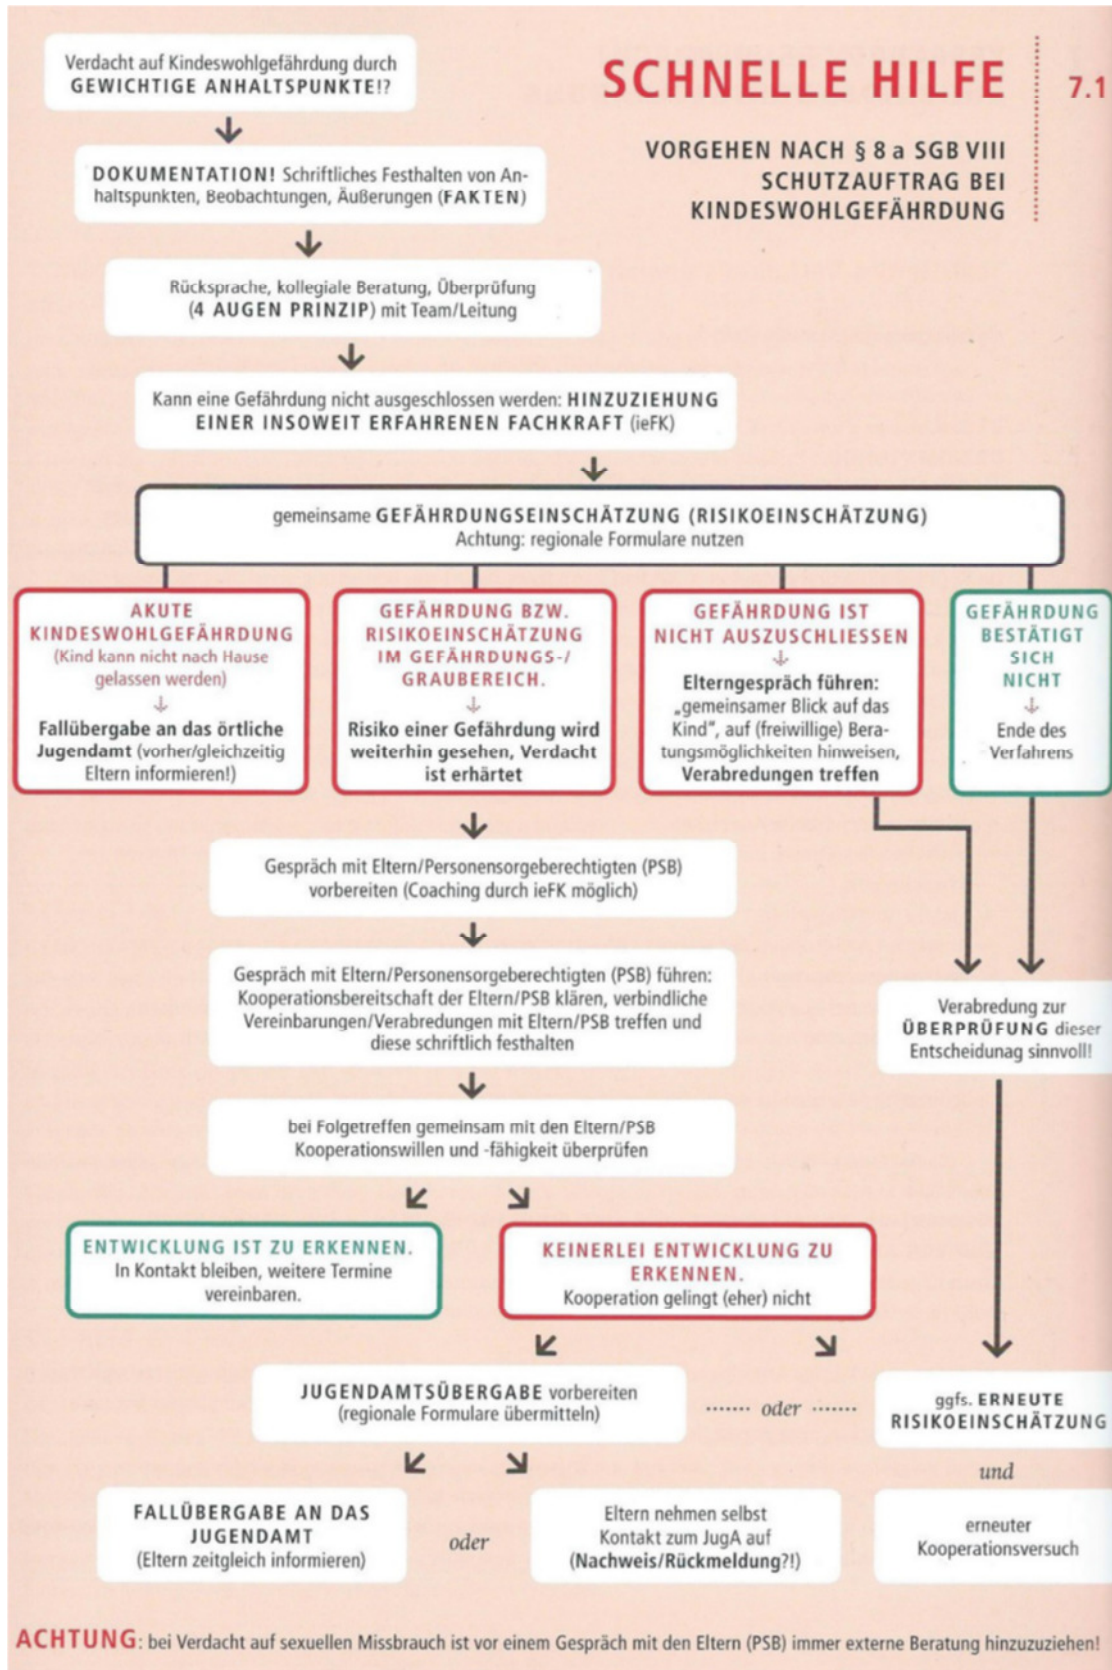 SCHNELLE HILFE
7.1
VORGEHEN NACH § 8 a SGB VIII
SCHUTZAUFTRAG BEI
KINDESWOHLGEFÄHRDUNG
Verdacht auf Kindeswohlgefährdung durch
GEWICHTIGE ANHALTSPUNKTE!?
DOKUMENTATION! Schriftliches Festhalten von An-
haltspunkten, Beobachtungen, Äußerungen (FAKTEN)
Rücksprache, kollegiale Beratung, Überprüfung
(4 AUGEN PRINZIP) mit Team/Leitung
Kann eine Gefährdung nicht ausgeschlossen werden: HINZUZIEHUNG
EINER INSOWEIT ERFAHRENEN FACHKRAFT (ieFK)
gemeinsame GEFÄHRDUNGSEINSCHÄTZUNG (RISIKOEINSCHÄTZUNG)
Achtung: regionale Formulare nutzen
AKUTE
KINDESWOHLGEFÄHRDUNG
(Kind kann nicht nach Hause
gelassen werden)
Fallübergabe an das örtliche
Jugendamt (vorher/gleichzeitig
Eltern informieren!)
GEFÄHRDUNG BZW.
RISIKOEINSCHÄTZUNG
IM GEFÄHRDUNGS-/
GRAUBEREICH.
Risiko einer Gefährdung wird
weiterhin gesehen, Verdacht
ist erhärtet
GEFÄHRDUNG IST
NICHT AUSZUSCHLIESSEN
Elterngespräch führen:
„gemeinsamer Blick auf das
Kind“, auf (freiwillige) Bera-
tungsmöglichkeiten hinweisen,
Verabredungen treffen
GEFÄHRDUNG
BESTÄTIGT
SICH
NICHT
Ende des
Verfahrens
Gespräch mit Eltern/Personensorgeberechtigten (PSB)
vorbereiten (Coaching durch ieFK möglich)
Gespräch mit Eltern/Personensorgeberechtigten (PSB) führen:
Kooperationsbereitschaft der Eltern/PSB klären, verbindliche
Vereinbarungen/Verabredungen mit Eltern/PSB treffen und
diese schriftlich festhalten
Verabredung zur
ÜBERPRÜFUNG dieser
Entscheidunag sinnvoll!
bei Folgetreffen gemeinsam mit den Eltern/PSB
Kooperationswillen und -fähigkeit überprüfen
ENTWICKLUNG IST ZU ERKENNEN.
In Kontakt bleiben, weitere Termine
vereinbaren.
KEINERLEI ENTWICKLUNG ZU
ERKENNEN.
Kooperation gelingt (eher) nicht
JUGENDAMTSÜBERGABE vorbereiten
(regionale Formulare übermitteln)
....... oder .......
ggfs. ERNEUTE
RISIKOEINSCHÄTZUNG
und
FALLÜBERGABE AN DAS
JUGENDAMT
(Eltern zeitgleich informieren)
oder
Eltern nehmen selbst
Kontakt zum JugA auf
(Nachweis/Rückmeldung?!)
erneuter
Kooperationsversuch
ACHTUNG: bei Verdacht auf sexuellen Missbrauch ist vor einem Gespräch mit den Eltern (PSB) immer externe Beratung hinzuzuziehen!